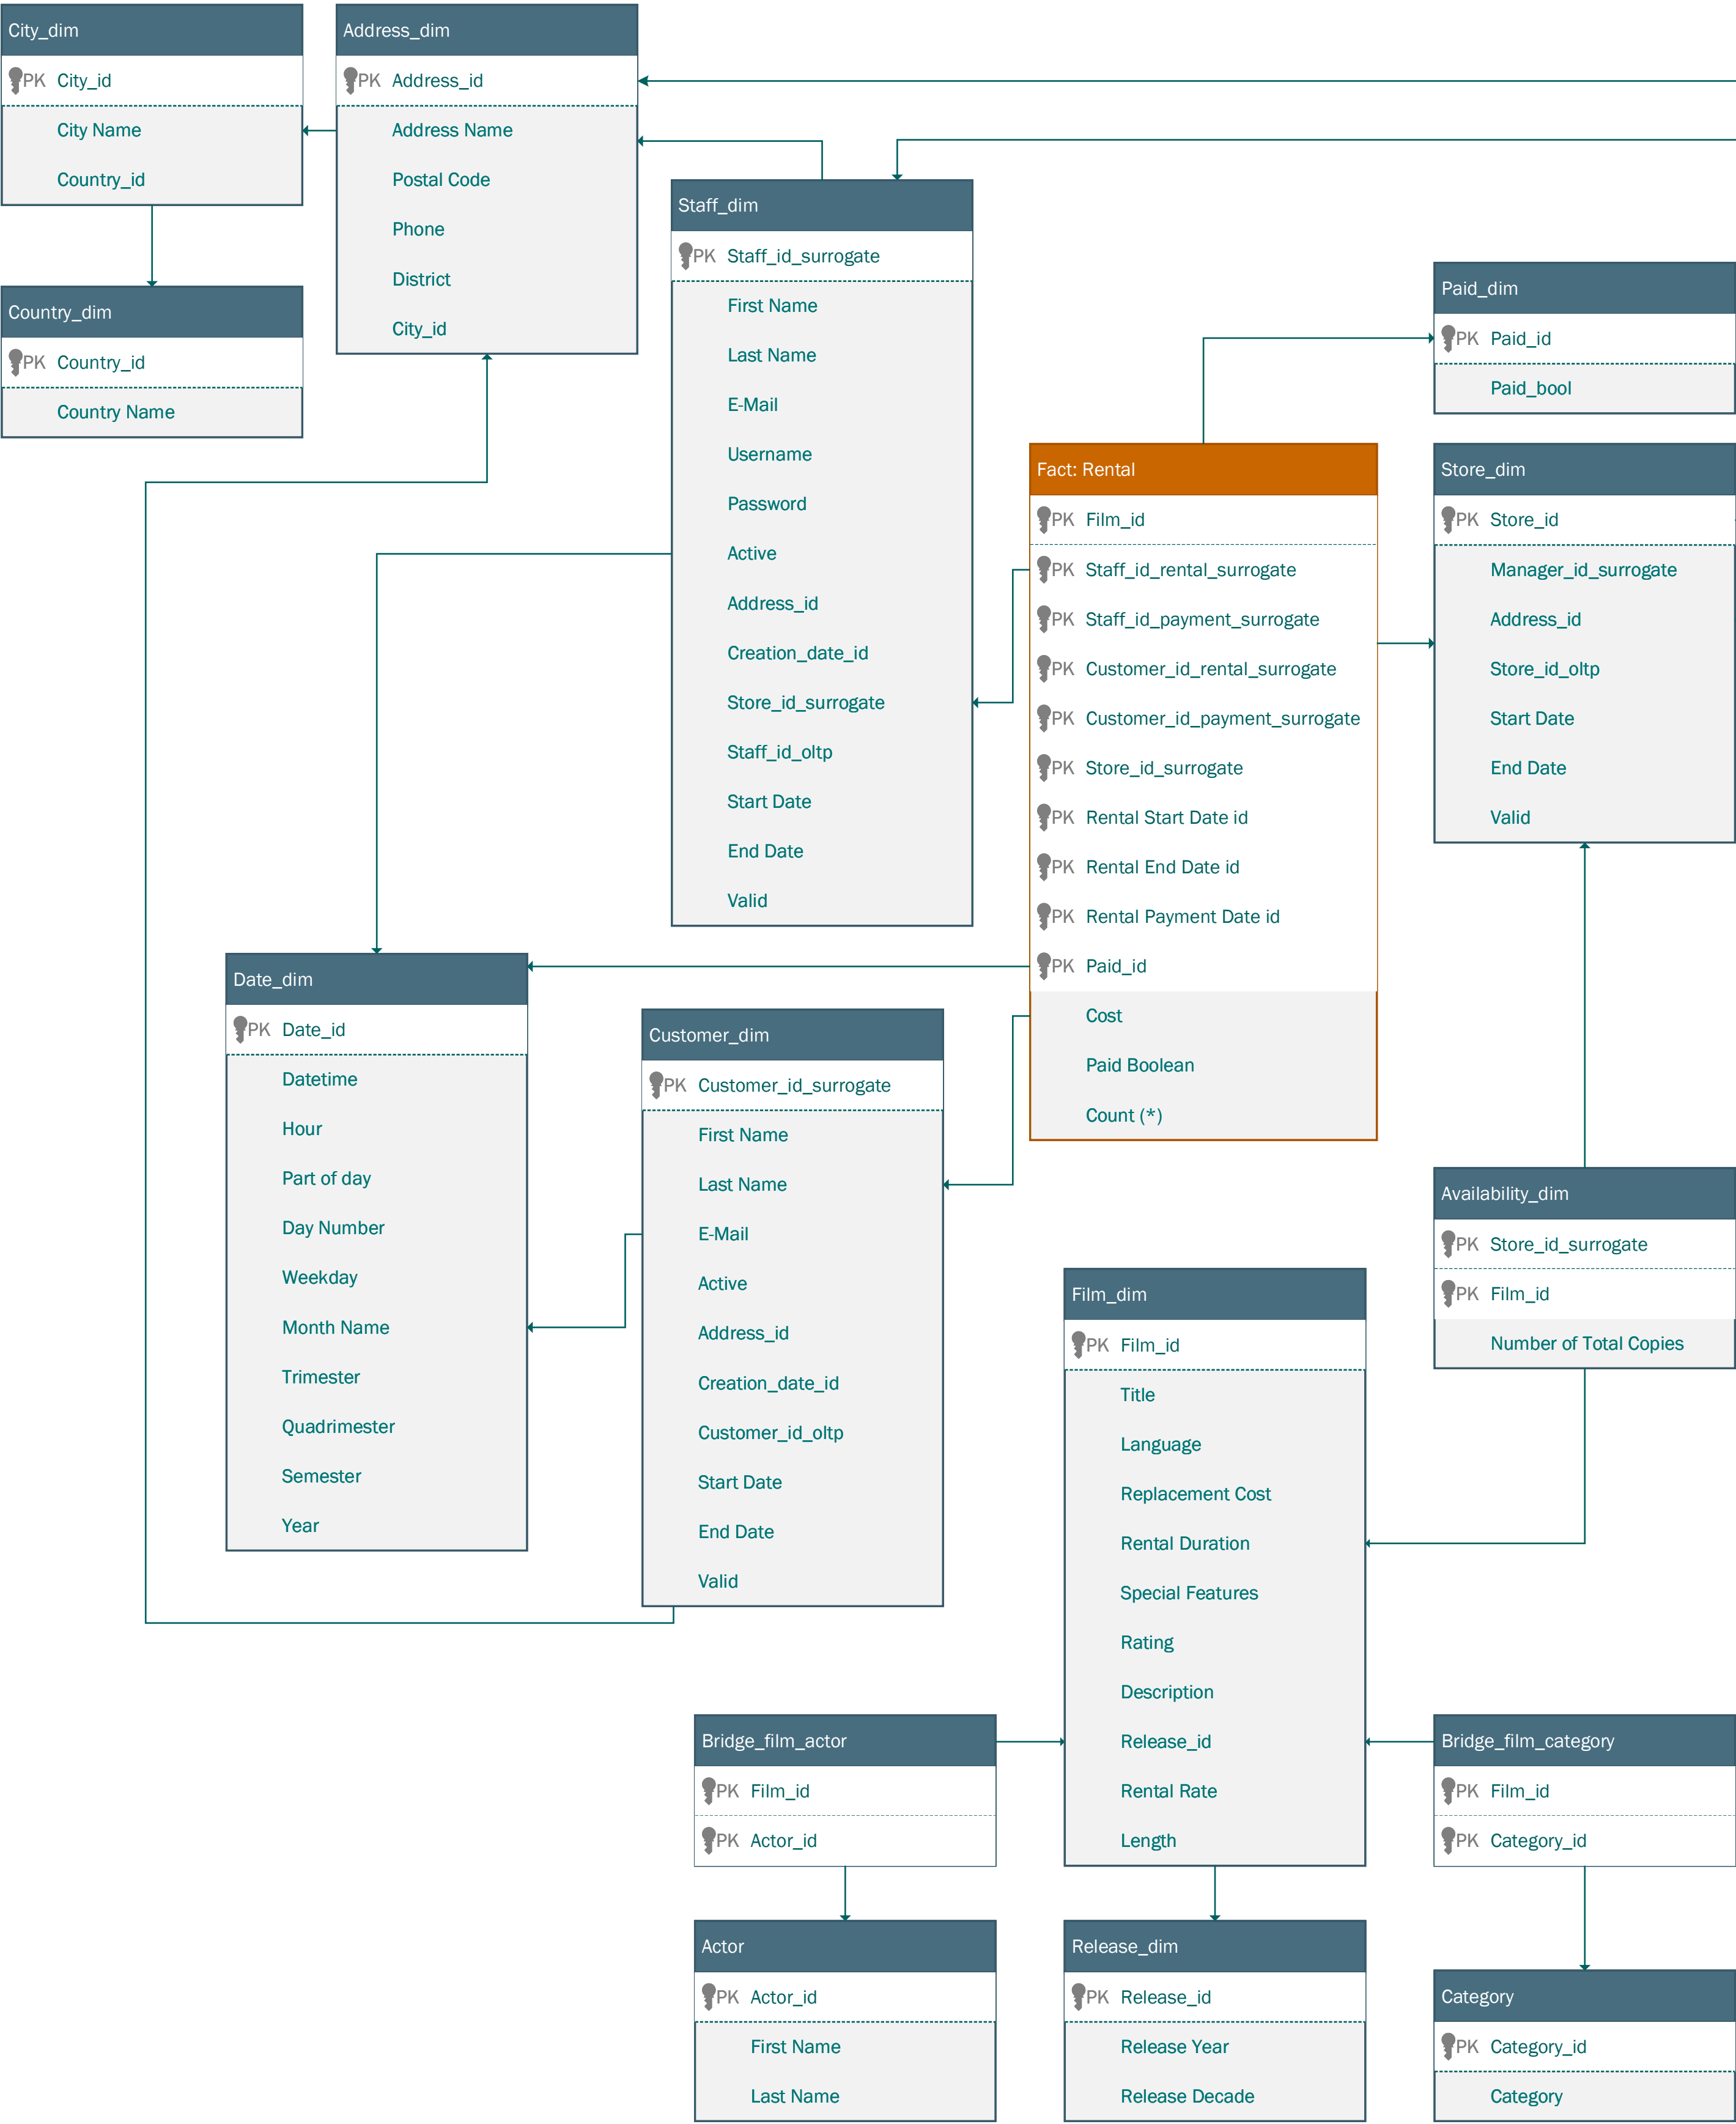 City_dim
PK City_id
City Name
Country_id
Address_dim
PK Address_id
Address Name
Postal Code
Phone
District
City_id
Country_dim
PK Country_id
Country Name
Staff_dim
PK Staff_id_surrogate
First Name
Last Name
E-Mail
Username
Password
Active
Address_id
Creation_date_id
Store_id_surrogate
Staff_id_oltp
Start Date
End Date
Valid
Paid_dim
PK Paid_id
Paid_bool
Fact: Rental
PK Film_id
PK Staff_id_rental_surrogate
PK Staff_id_payment_surrogate
PK Customer_id_rental_surrogate
PK Customer_id_payment_surrogate
PK Store_id_surrogate
PK Rental Start Date id
PK Rental End Date id
PK Rental Payment Date id
PK Paid_id
Cost
Paid Boolean
Count (*)
Store_dim
PK Store_id
Manager_id_surrogate
Address_id
Store_id_oltp
Start Date
End Date
Valid
Date_dim
PK Date_id
Datetime
Hour
Part of day
Day Number
Weekday
Month Name
Trimester
Quadrimester
Semester
Year
Customer_dim
PK Customer_id_surrogate
First Name
Last Name
E-Mail
Active
Address_id
Creation_date_id
Customer_id_oltp
Start Date
End Date
Valid
Availability_dim
PK Store_id_surrogate
PK Film_id
Number of Total Copies
Film_dim
PK Film_id
Title
Language
Replacement Cost
Rental Duration
Special Features
Rating
Description
Release_id
Rental Rate
Length
Bridge_film_actor
PK Film_id
PK Actor_id
Bridge_film_category
PK Film_id
PK Category_id
Actor
PK Actor_id
First Name
Last Name
Release_dim
PK Release_id
Release Year
Release Decade
Category
PK Category_id
Category